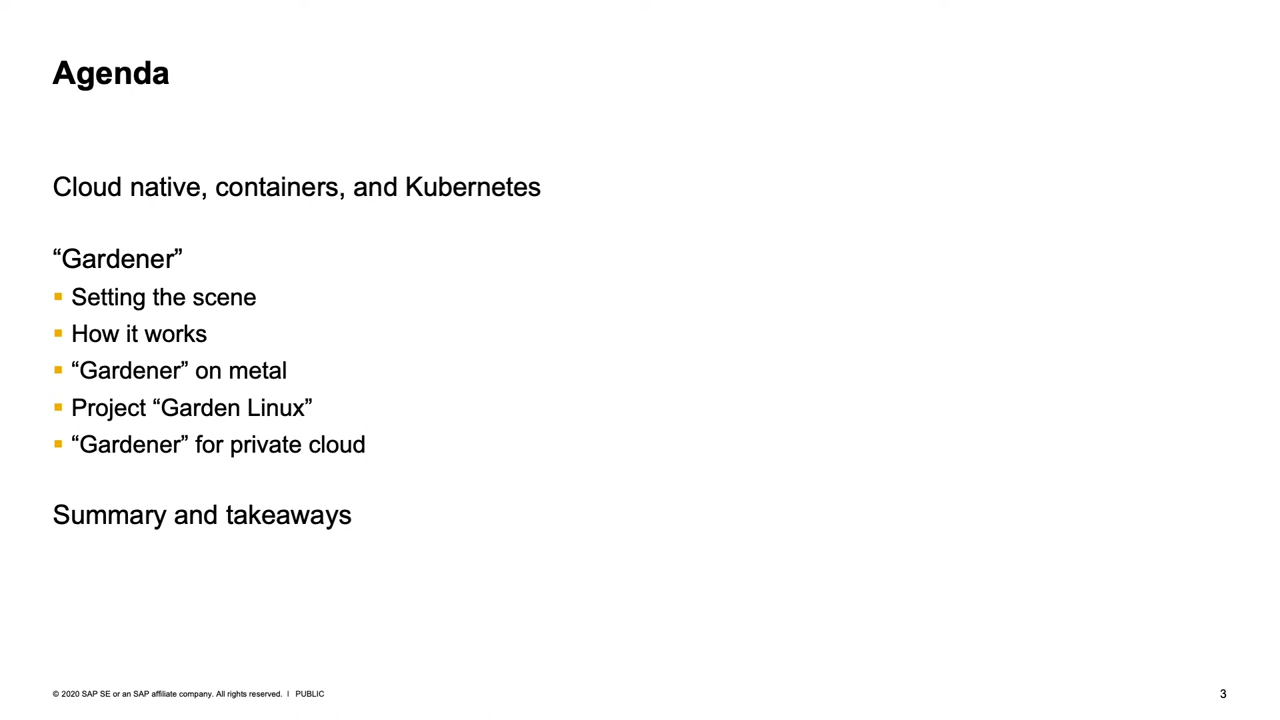 Agenda
Cloud native, containers, and Kubernetes
“Gardener”
▪ Setting the scene
▪ How it works
▪ “Gardener” on metal
▪ Project “Garden Linux”
▪ “Gardener” for private cloud
Summary and takeaways
© 2020 SAP SE or an SAP affiliate company. All rights reserved. ǀ PUBLIC
3